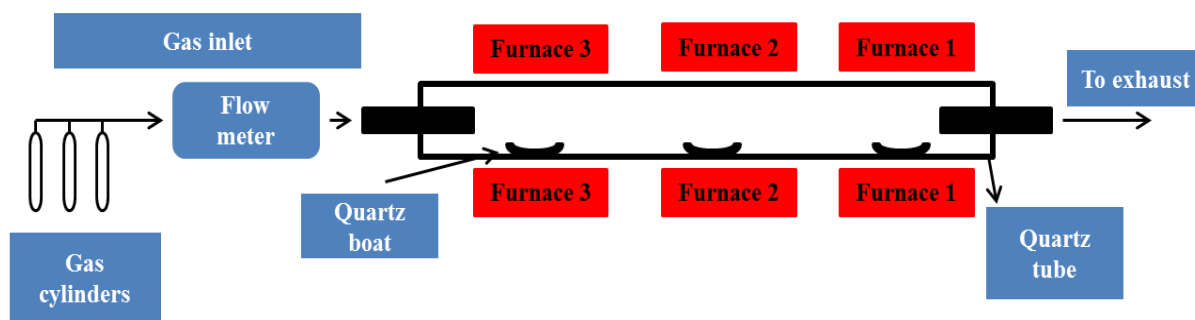 Gas inlet
Furnace 3
Furnace 2
Furnace 1
To exhaust
Flow
meter
Furnace 3
Furnace 2
Furnace 1
Quartz
boat
Quartz
tube
Gas
cylinders